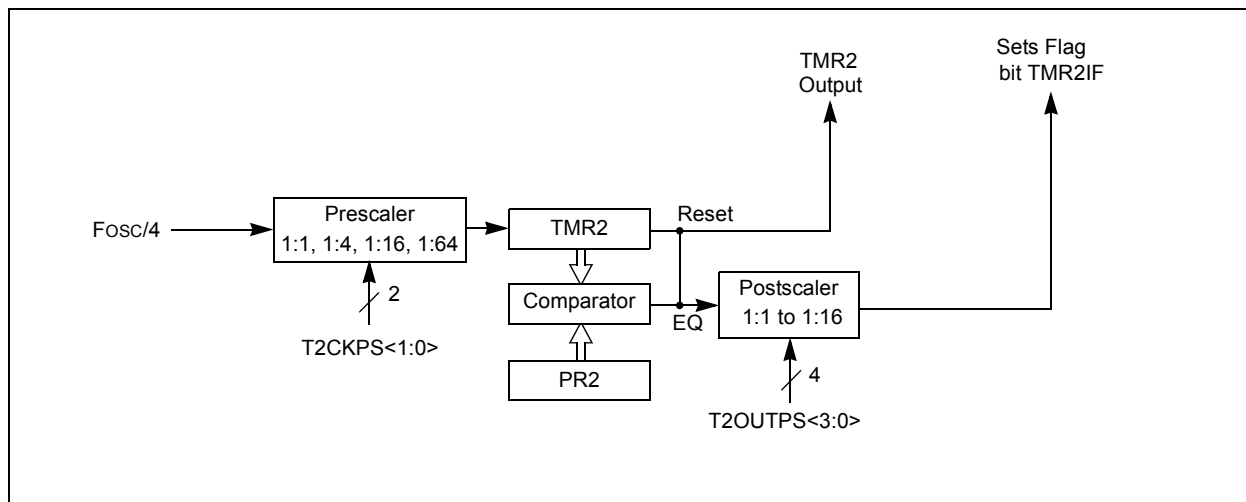 TMR2
Output
Sets Flag
bit TMR2IF
Fosc/4
Prescaler
1:1, 1:4, 1:16, 1:64
2
T2CKPS<1:0>
TMR2
Reset
Comparator
EQ
PR2
Postscaler
1:1 to 1:16
4
T2OUTPS<3:0>